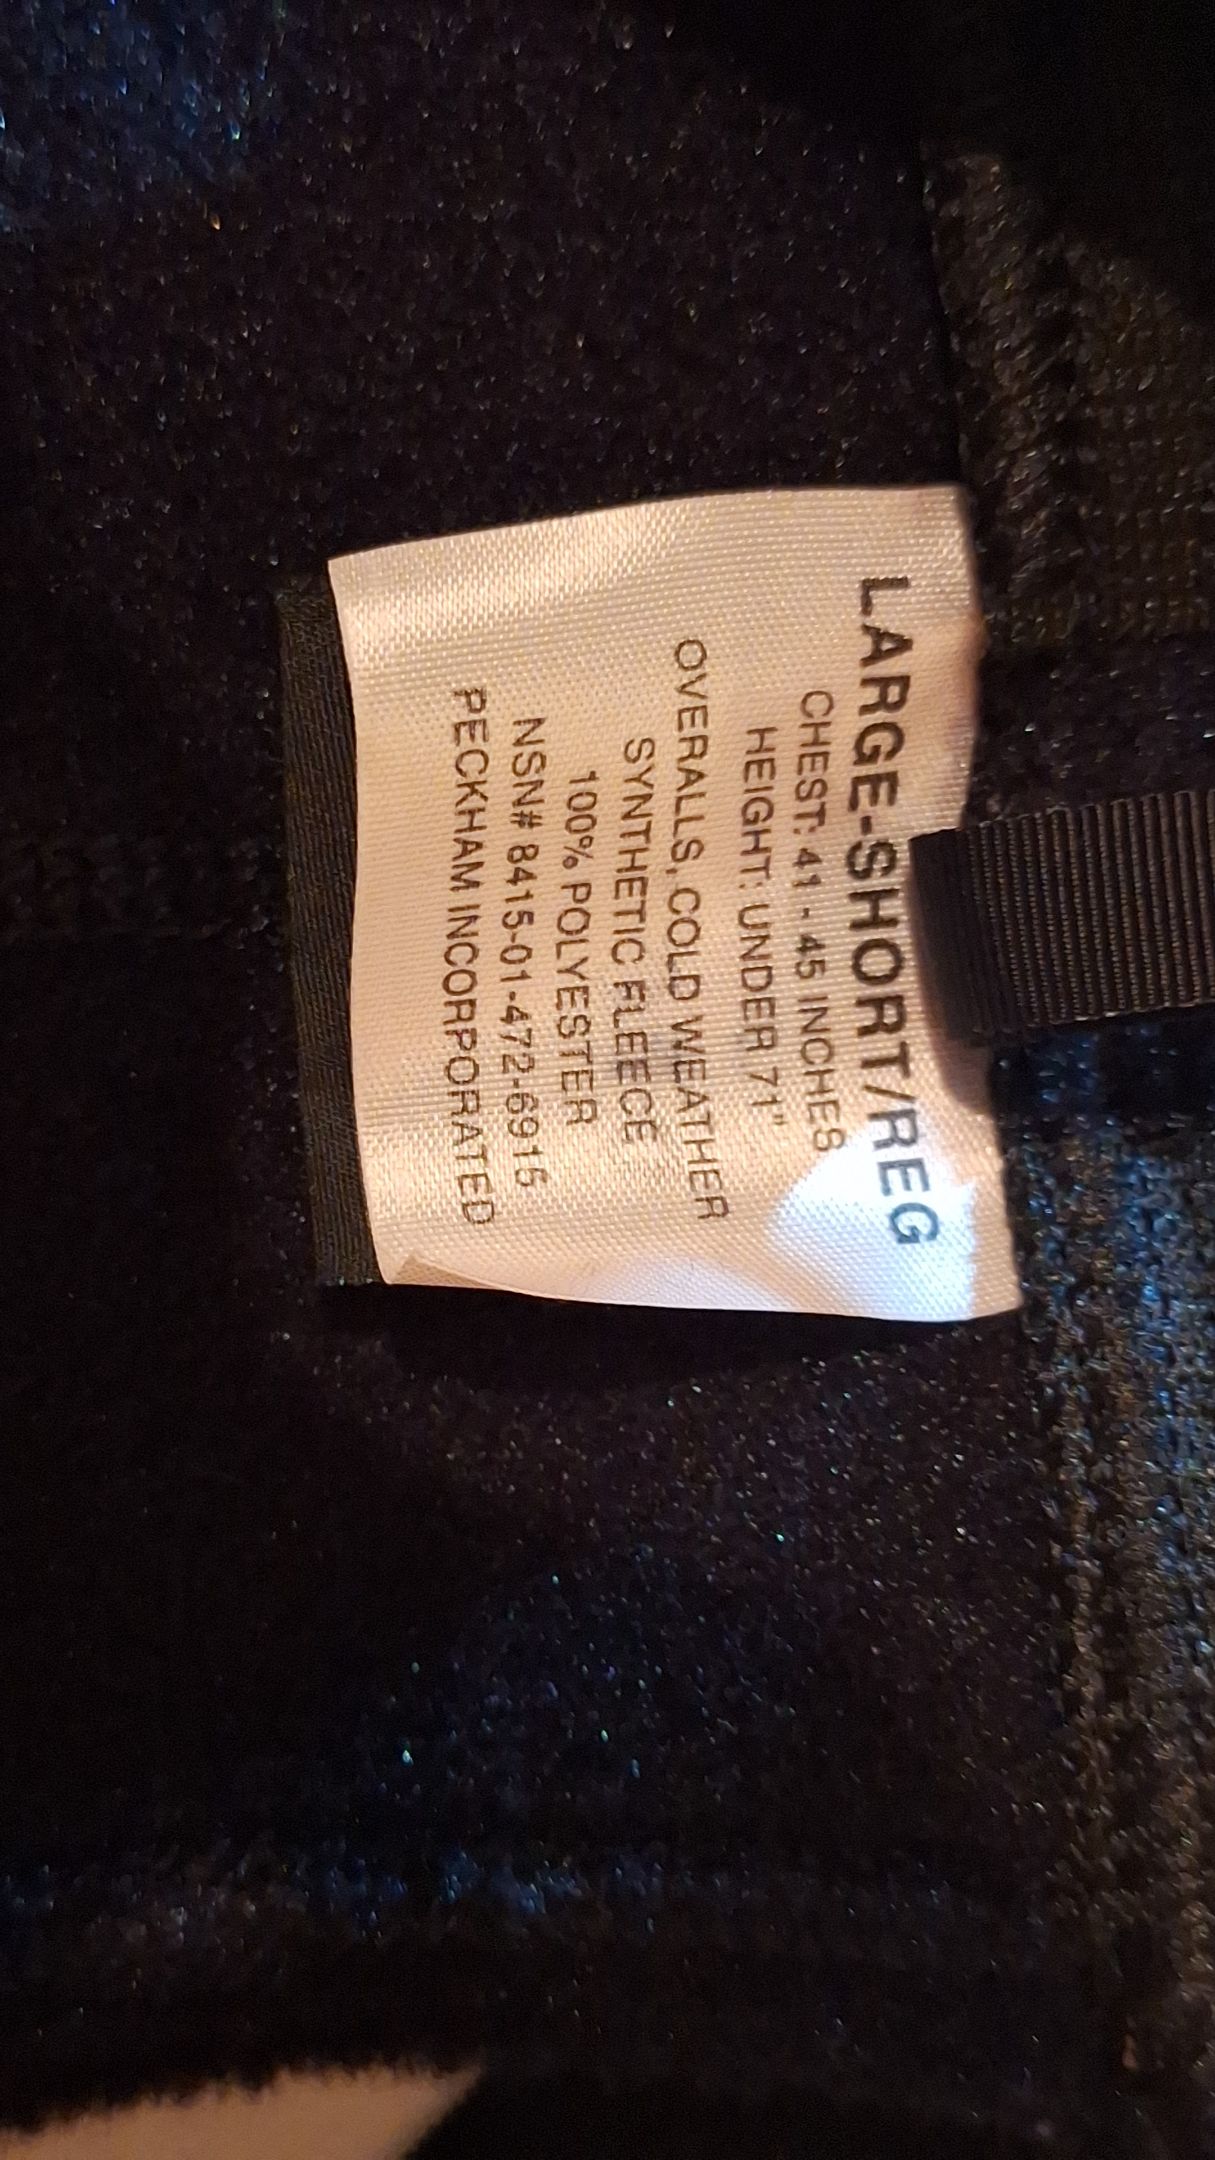 LARGE-SHORT/REG
CHEST: 41 - 45 INCHES
HEIGHT: UNDER 71"
OVERALLS, COLD WEATHER
SYNTHETIC FLEECE
100% POLYESTER
NSN# 8415-01-472-6915
PECKHAM INCORPORATED